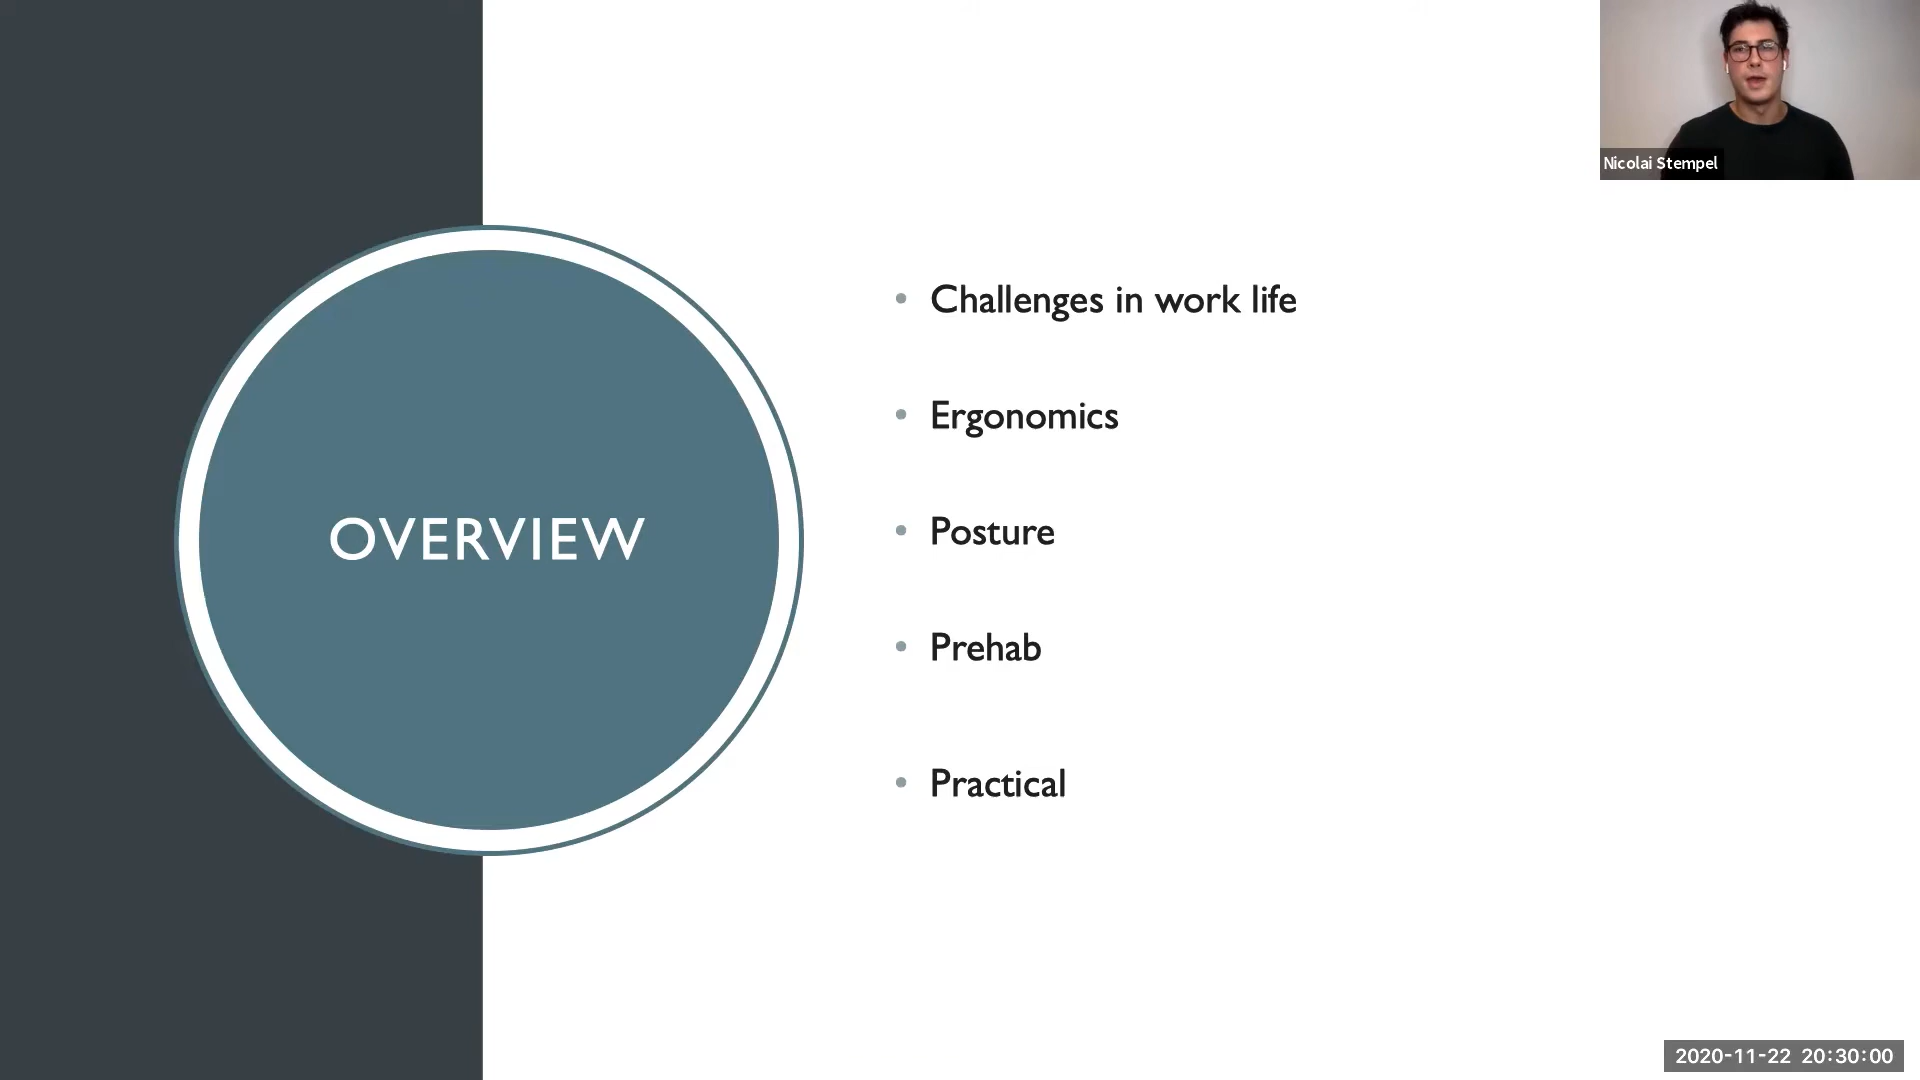 OVERVIEW
• Challenges in work life
• Ergonomics
• Posture
• Prehab
• Practical
Nicolai Stempel
2020-11-22 20:30:00